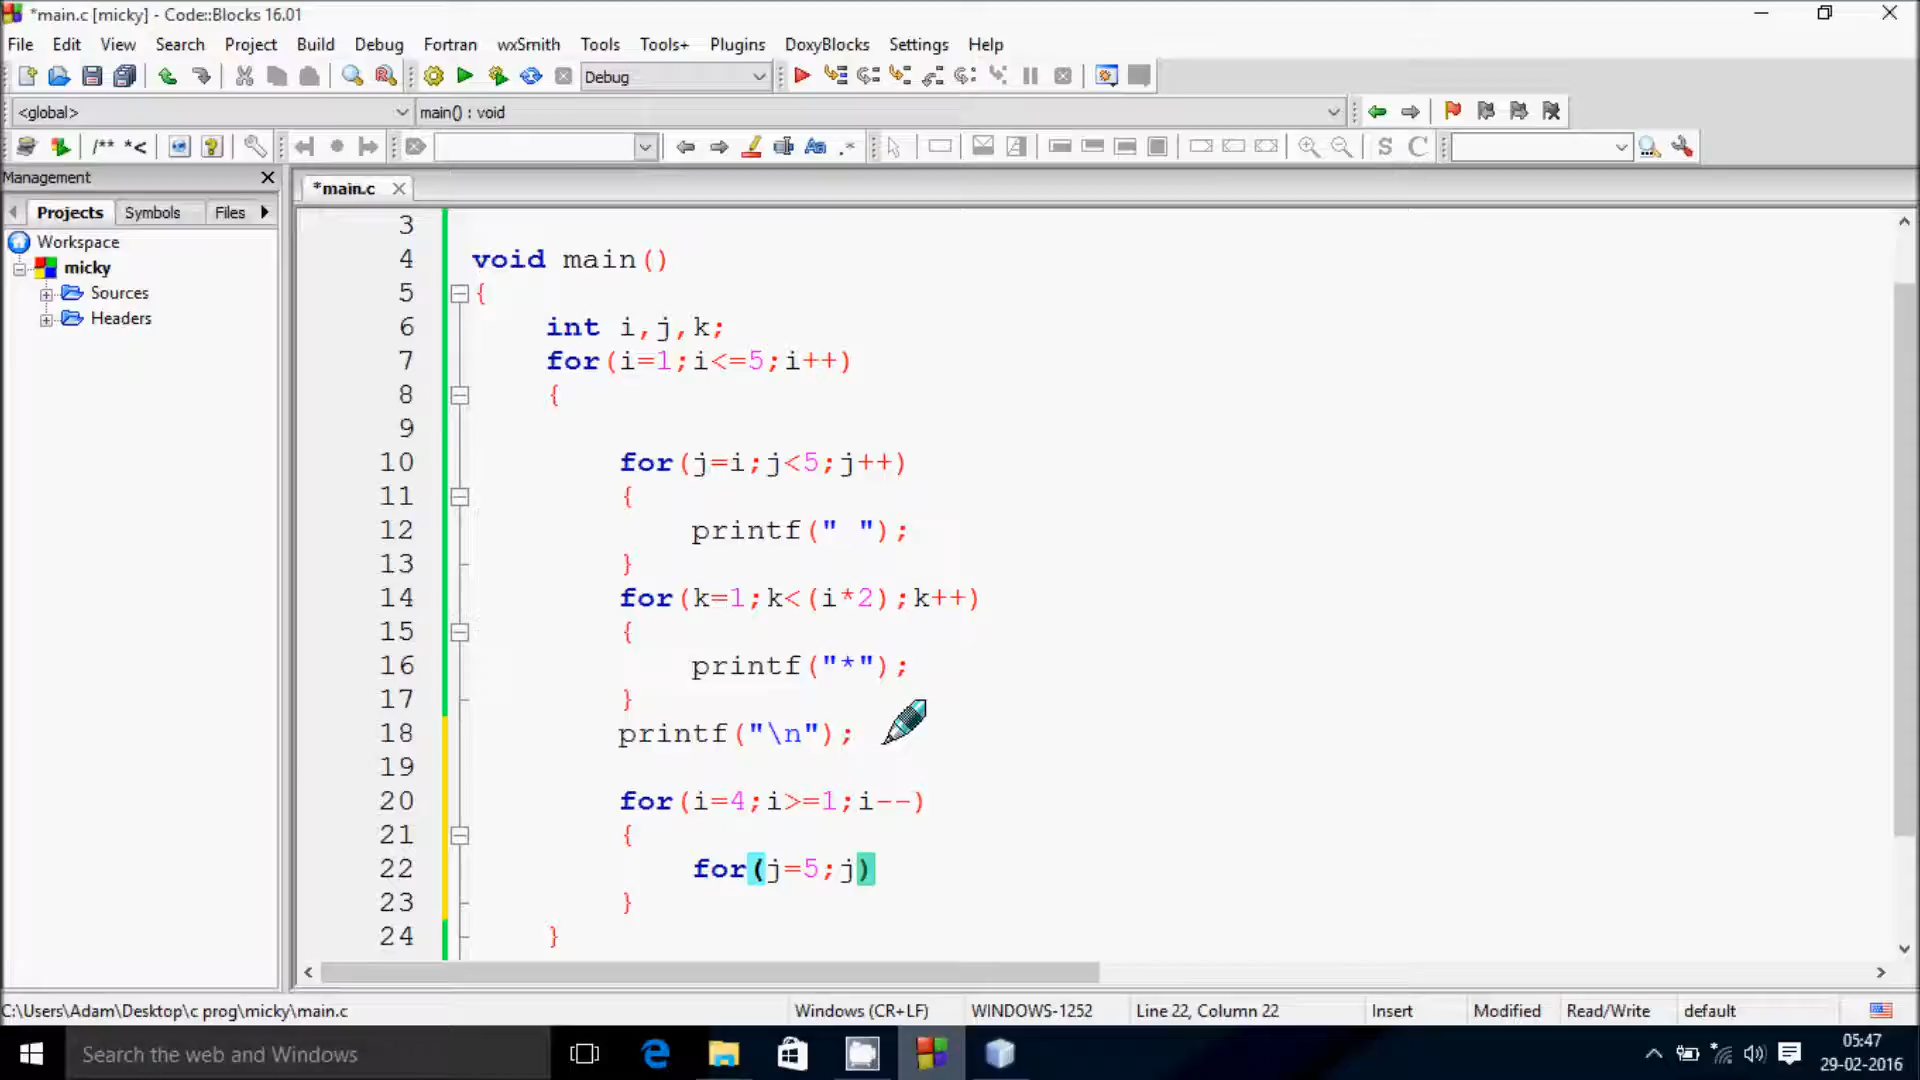 *main.c [micky] - Code::Blocks 16.01
File Edit View Search Project Build Debug Fortran wxSmith Tools Tools+ Plugins DoxyBlocks Settings Help
Debug
<global> main() : void
/** *<
Management
Projects Symbols Files
*main.c
Workspace
micky
Sources
Headers
3
4 void main()
5 {
6 int i,j,k;
7 for(i=1;i<=5;i++)
8 {
9
10 for(j=i;j<5;j++)
11 {
12 printf(" ");
13 }
14 for(k=1;k<(i*2);k++)
15 {
16 printf("*");
17 }
18 printf("\n");
19
20 for(i=4;i>=1;i--)
21 {
22 for(j=5;j)
23 }
24 }
C:\Users\Adam\Desktop\c prog\micky\main.c Windows (CR+LF) WINDOWS-1252 Line 22, Column 22 Insert Modified Read/Write default
Search the web and Windows
05:47
29-02-2016